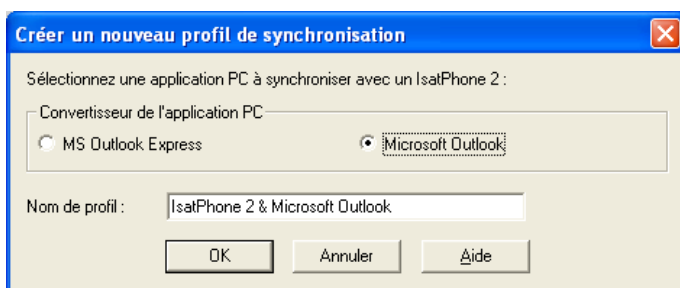 Créer un nouveau profil de synchronisation
Sélectionnez une application PC à synchroniser avec un IsatPhone 2 :
Convertisseur de l'application PC
MS Outlook Express
Microsoft Outlook
Nom de profil :
IsatPhone 2 & Microsoft Outlook
OK
Annuler
Aide